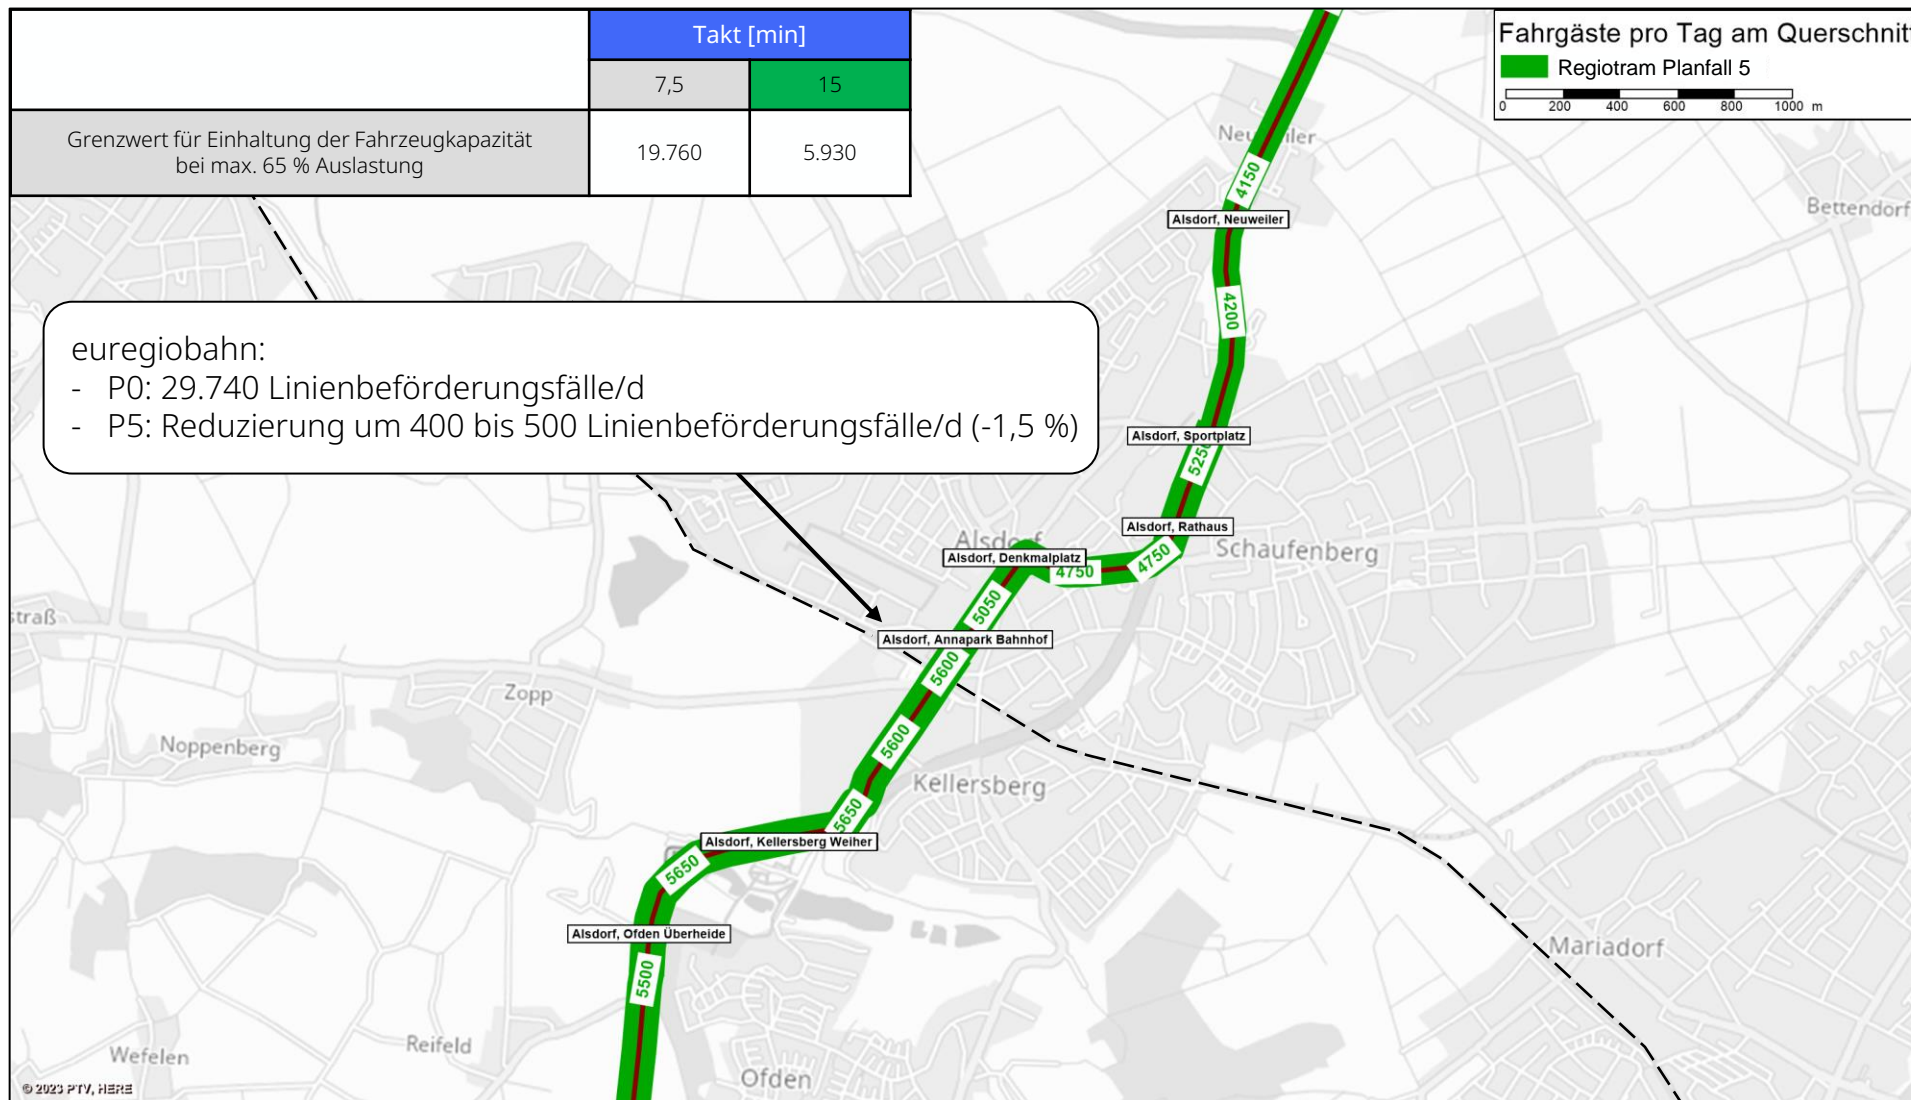 Takt [min]
7,5
15
Grenzwert für Einhaltung der Fahrzeugkapazität
bei max. 65 % Auslastung
19.760
5.930
Fahrgäste pro Tag am Querschnitt
Regiotram Planfall 5
0 200 400 600 800 1000 m
euregiobahn:
- P0: 29.740 Linienbeförderungsfälle/d
- P5: Reduzierung um 400 bis 500 Linienbeförderungsfälle/d (-1,5 %)
Neuweiler
4150
Bettendorf
Alsdorf, Neuweiler
4200
Alsdorf, Sportplatz
5250
Alsdorf, Rathaus
Alsdorf
Schaufenberg
Alsdorf, Denkmalplatz
4750
4750
5050
straß
Alsdorf, Annapark Bahnhof
5600
Zopp
Noppenberg
5600
Kellersberg
5650
Alsdorf, Kellersberg Weiher
5650
Alsdorf, Ofden Überheide
Mariadorf
5500
Reifeld
Wefelen
Ofden
© 2023 PTV, HERE